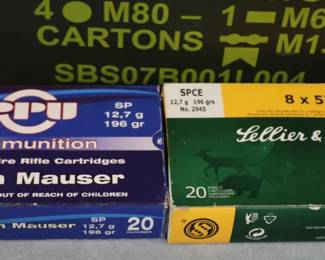 4 M80 - 1 M6
CARTONS M1
SBS07B001L004
PPU
SP
12,7 g
196 gr
mmunition
re Rifle Cartridges
n Mauser
OUT OF REACH OF CHILDREN
n Mauser
SP
12,7 g
196 gr
20
Cartridges
SPCE
12,7 g 196 grs
No. 2945
8 x 5
Sellier &
20